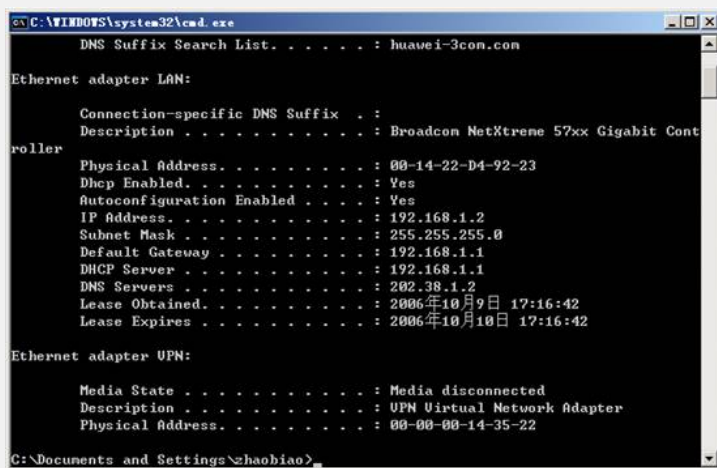 C:\WINDOWS\system32\cmd.exe
DNS Suffix Search List. . . . . . : huawei-3com.com
Ethernet adapter LAN:
Connection-specific DNS Suffix  . :
Description . . . . . . . . . . . : Broadcom NetXtreme 57xx Gigabit Cont
roller
Physical Address. . . . . . . . . : 00-14-22-D4-92-23
Dhcp Enabled. . . . . . . . . . . : Yes
Autoconfiguration Enabled . . . . : Yes
IP Address. . . . . . . . . . . . : 192.168.1.2
Subnet Mask . . . . . . . . . . . : 255.255.255.0
Default Gateway . . . . . . . . . : 192.168.1.1
DHCP Server . . . . . . . . . . . : 192.168.1.1
DNS Servers . . . . . . . . . . . : 202.38.1.2
Lease Obtained. . . . . . . . . . : 2006年10月9日 17:16:42
Lease Expires . . . . . . . . . . : 2006年10月10日 17:16:42
Ethernet adapter VPN:
Media State . . . . . . . . . . . : Media disconnected
Description . . . . . . . . . . . : VPN Virtual Network Adapter
Physical Address. . . . . . . . . : 00-00-00-14-35-22
C:\Documents and Settings\zhaobiao>_